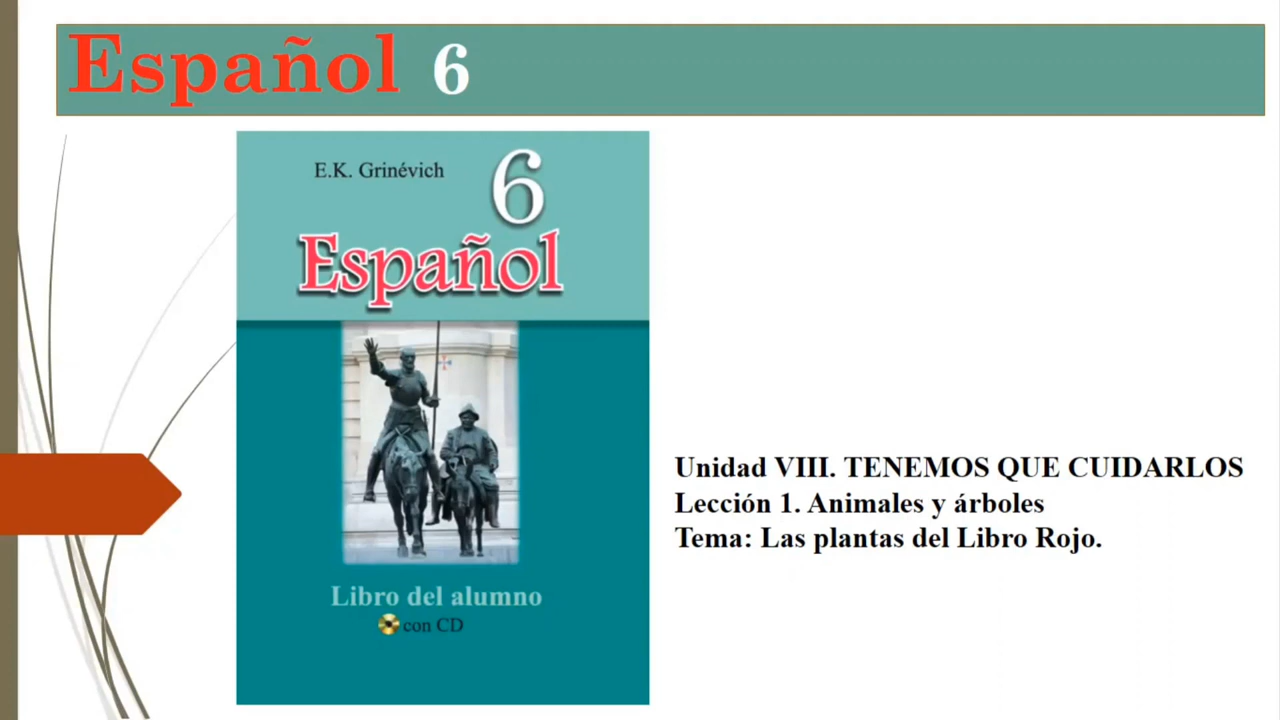 Español 6
E.K. Grinévich
6
Español
Libro del alumno
con CD
Unidad VIII. TENEMOS QUE CUIDARLOS
Lección 1. Animales y árboles
Tema: Las plantas del Libro Rojo.